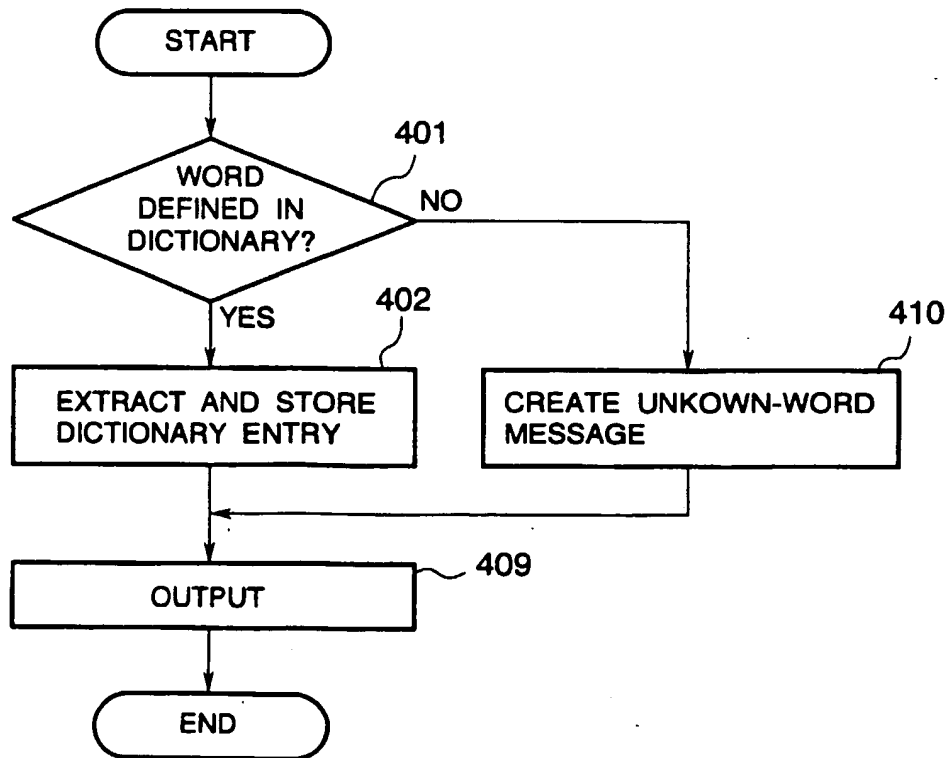 START
401
WORD
DEFINED IN
DICTIONARY?
NO
YES
402
410
EXTRACT AND STORE
DICTIONARY ENTRY
CREATE UNKOWN-WORD
MESSAGE
409
OUTPUT
END